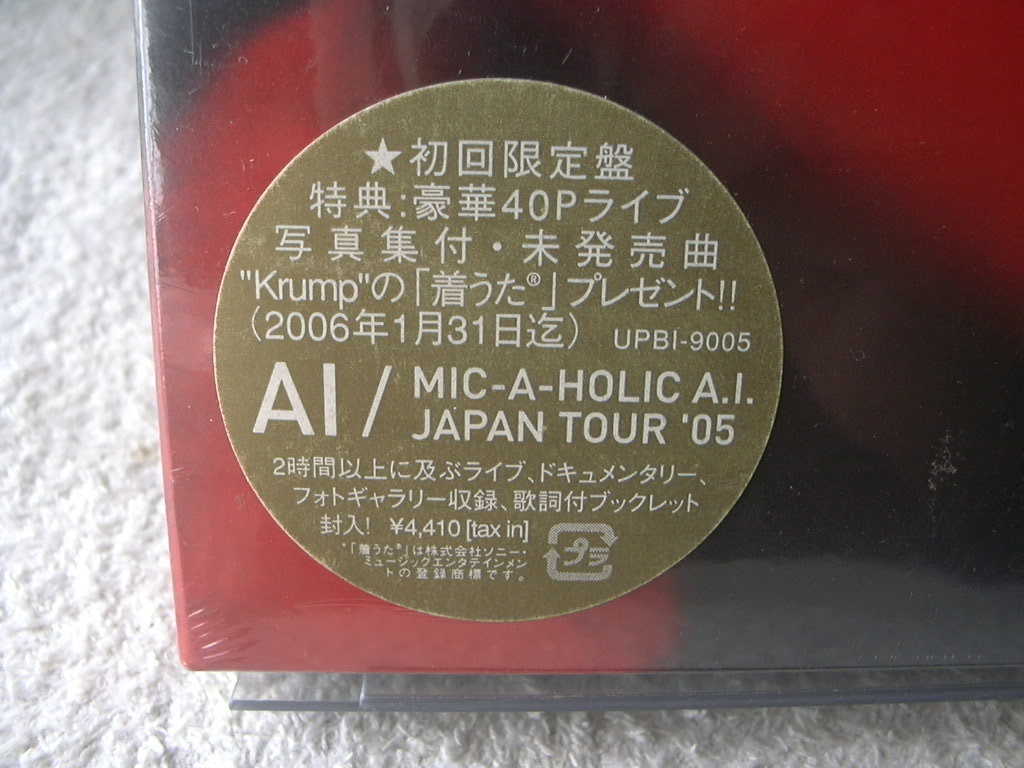 ★初回限定盤
特典:豪華40Pライブ
写真集付・未発売曲
"Krump"の「着うた®」プレゼント!!
(2006年1月31日迄) UPBI-9005
AI / MIC-A-HOLIC A.I.
JAPAN TOUR '05
2時間以上に及ぶライブ、ドキュメンタリー、
フォトギャラリー収録、歌詞付ブックレット
封入! ¥4,410 [tax in]
*「着うた®」は株式会社ソニー・
ミュージックエンタテインメン
トの登録商標です。
プラ